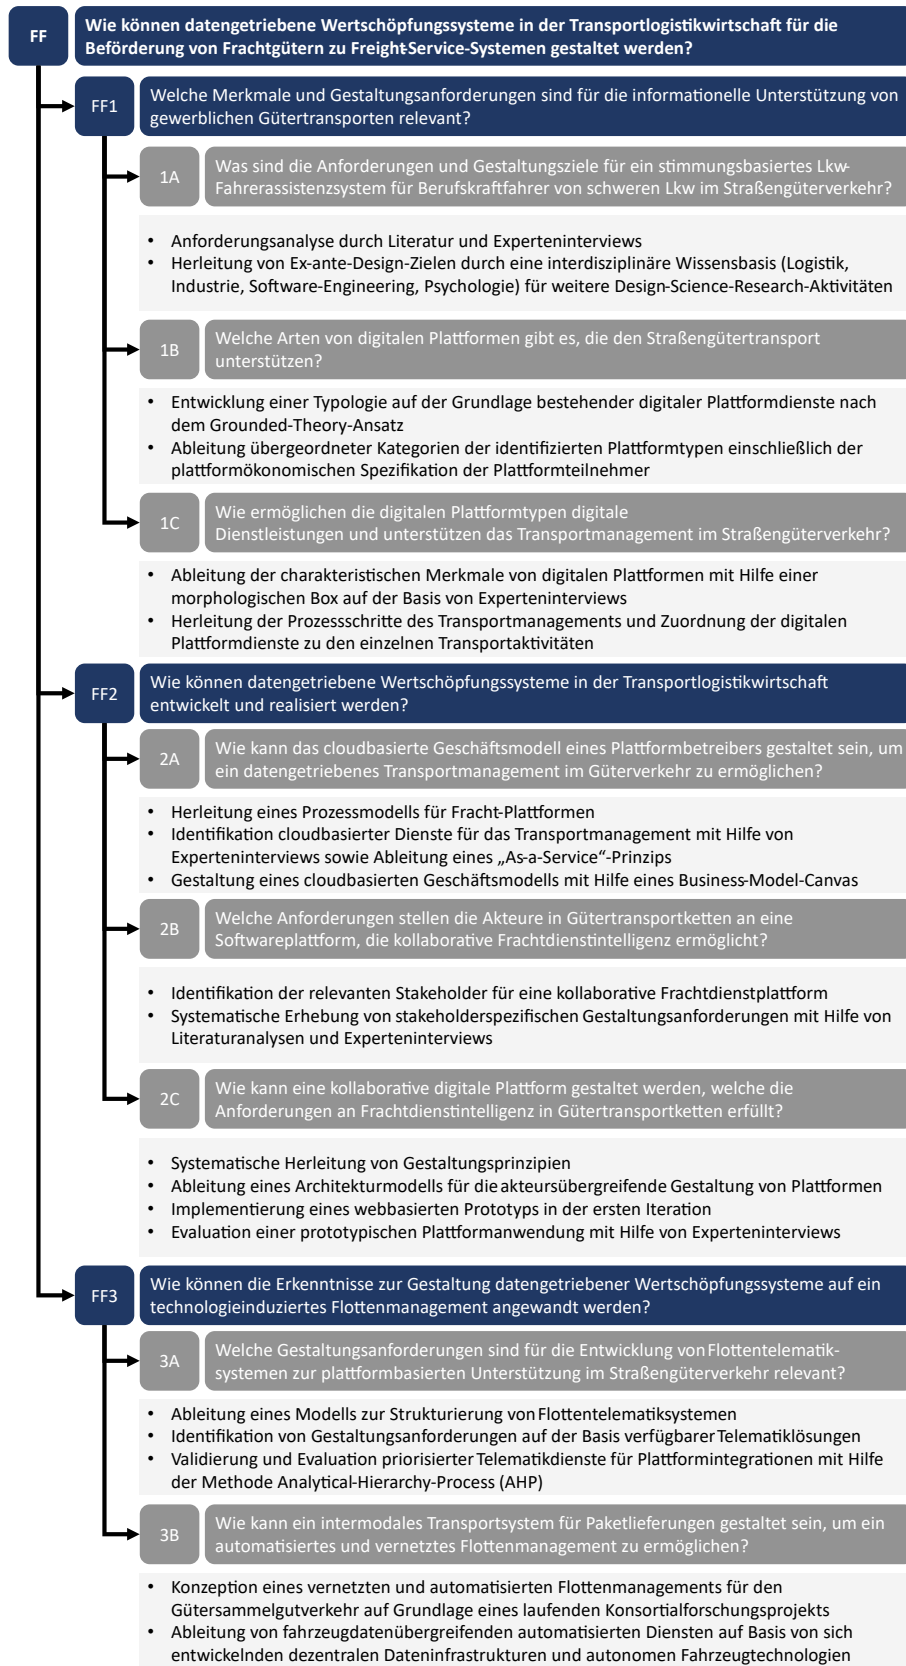 FF
Wie können datengetriebene Wertschöpfungssysteme in der Transportlogistikwirtschaft für die
Beförderung von Frachtgütern zu Freight-Service-Systemen gestaltet werden?
FF1
Welche Merkmale und Gestaltungsanforderungen sind für die informationelle Unterstützung von
gewerblichen Gütertransporten relevant?
1A
Was sind die Anforderungen und Gestaltungsziele für ein stimmungsbasiertes Lkw-
Fahrerassistenzsystem für Berufskraftfahrer von schweren Lkw im Straßengüterverkehr?
• Anforderungsanalyse durch Literatur und Experteninterviews
• Herleitung von Ex-ante-Design-Zielen durch eine interdisziplinäre Wissensbasis (Logistik,
Industrie, Software-Engineering, Psychologie) für weitere Design-Science-Research-Aktivitäten
1B
Welche Arten von digitalen Plattformen gibt es, die den Straßengütertransport
unterstützen?
• Entwicklung einer Typologie auf der Grundlage bestehender digitaler Plattformdienste nach
dem Grounded-Theory-Ansatz
• Ableitung übergeordneter Kategorien der identifizierten Plattformtypen einschließlich der
plattformökonomischen Spezifikation der Plattformteilnehmer
1C
Wie ermöglichen die digitalen Plattformtypen digitale
Dienstleistungen und unterstützen das Transportmanagement im Straßengüterverkehr?
• Ableitung der charakteristischen Merkmale von digitalen Plattformen mit Hilfe einer
morphologischen Box auf der Basis von Experteninterviews
• Herleitung der Prozessschritte des Transportmanagements und Zuordnung der digitalen
Plattformdienste zu den einzelnen Transportaktivitäten
FF2
Wie können datengetriebene Wertschöpfungssysteme in der Transportlogistikwirtschaft
entwickelt und realisiert werden?
2A
Wie kann das cloudbasierte Geschäftsmodell eines Plattformbetreibers gestaltet sein, um
ein datengetriebenes Transportmanagement im Güterverkehr zu ermöglichen?
• Herleitung eines Prozessmodells für Fracht-Plattformen
• Identifikation cloudbasierter Dienste für das Transportmanagement mit Hilfe von
Experteninterviews sowie Ableitung eines „As-a-Service“-Prinzips
• Gestaltung eines cloudbasierten Geschäftsmodells mit Hilfe eines Business-Model-Canvas
2B
Welche Anforderungen stellen die Akteure in Gütertransportketten an eine
Softwareplattform, die kollaborative Frachtdienstintelligenz ermöglicht?
• Identifikation der relevanten Stakeholder für eine kollaborative Frachtdienstplattform
• Systematische Erhebung von stakeholderspezifischen Gestaltungsanforderungen mit Hilfe von
Literaturanalysen und Experteninterviews
2C
Wie kann eine kollaborative digitale Plattform gestaltet werden, welche die
Anforderungen an Frachtdienstintelligenz in Gütertransportketten erfüllt?
• Systematische Herleitung von Gestaltungsprinzipien
• Ableitung eines Architekturmodells für die akteursübergreifende Gestaltung von Plattformen
• Implementierung eines webbasierten Prototyps in der ersten Iteration
• Evaluation einer prototypischen Plattformanwendung mit Hilfe von Experteninterviews
FF3
Wie können die Erkenntnisse zur Gestaltung datengetriebener Wertschöpfungssysteme auf ein
technologieinduziertes Flottenmanagement angewandt werden?
3A
Welche Gestaltungsanforderungen sind für die Entwicklung von Flottentelematik-
systemen zur plattformbasierten Unterstützung im Straßengüterverkehr relevant?
• Ableitung eines Modells zur Strukturierung von Flottentelematiksystemen
• Identifikation von Gestaltungsanforderungen auf der Basis verfügbarer Telematiklösungen
• Validierung und Evaluation priorisierter Telematikdienste für Plattformintegrationen mit Hilfe
der Methode Analytical-Hierarchy-Process (AHP)
3B
Wie kann ein intermodales Transportsystem für Paketlieferungen gestaltet sein, um ein
automatisiertes und vernetztes Flottenmanagement zu ermöglichen?
• Konzeption eines vernetzten und automatisierten Flottenmanagements für den
Gütersammelgutverkehr auf Grundlage eines laufenden Konsortialforschungsprojekts
• Ableitung von fahrzeugdatenübergreifenden automatisierten Diensten auf Basis von sich
entwickelnden dezentralen Dateninfrastrukturen und autonomen Fahrzeugtechnologien